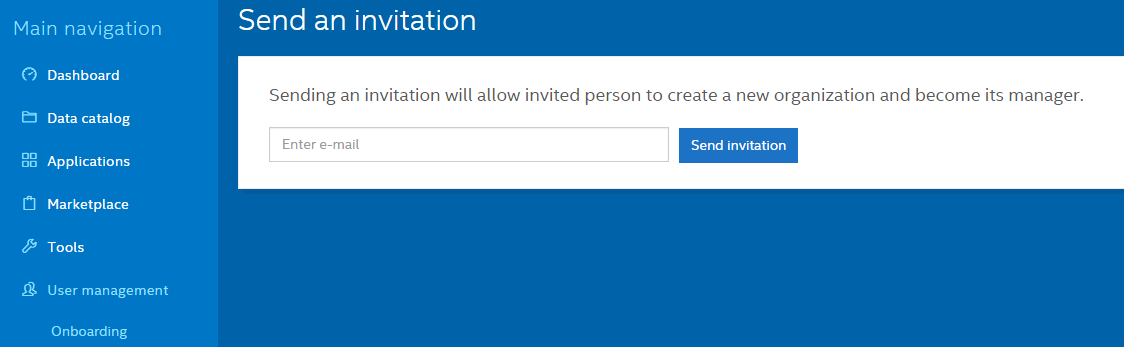 Main navigation
Dashboard
Data catalog
Applications
Marketplace
Tools
User management
Onboarding
Send an invitation
Sending an invitation will allow invited person to create a new organization and become its manager.
Enter e-mail
Send invitation